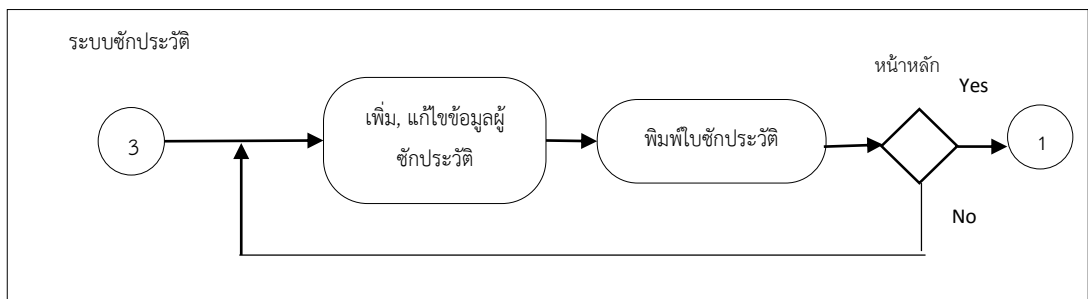 ระบบซักประวัติ
หน้าหลัก
Yes
3
เพิ่ม, แก้ไขข้อมูลผู้
ซักประวัติ
พิมพ์ใบซักประวัติ
1
No